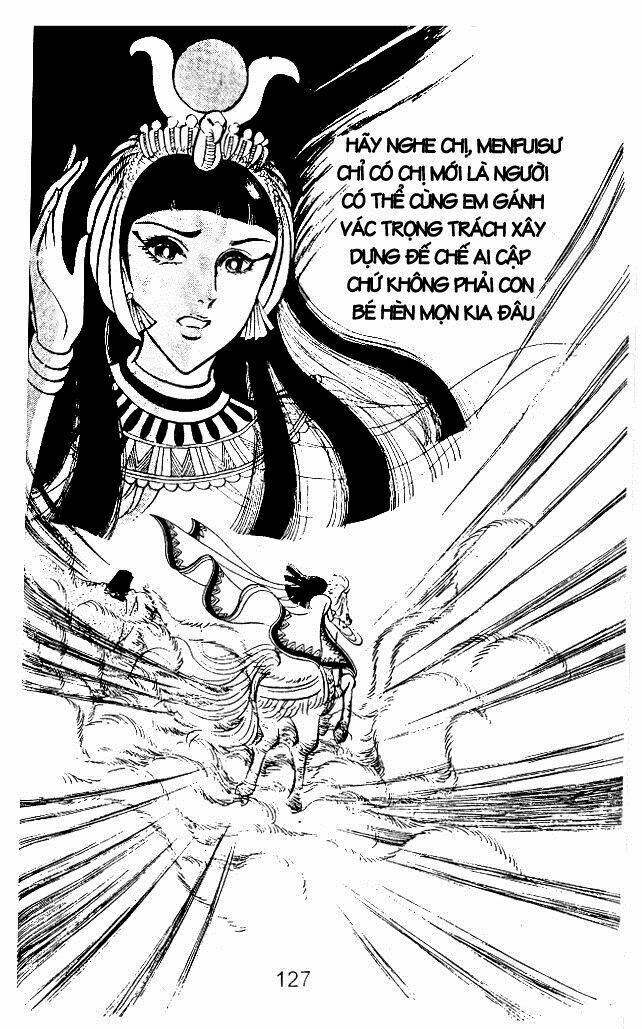 HÃY NGHE CHỊ, MENFUISƯ
CHỈ CÓ CHỊ MỚI LÀ NGƯỜI
CÓ THỂ CÙNG EM GÁNH
VÁC TRỌNG TRÁCH XÂY
DỰNG ĐẾ CHẾ AI CẬP
CHỨ KHÔNG PHẢI CON
BÉ HÈN MỌN KIA ĐÂU
127